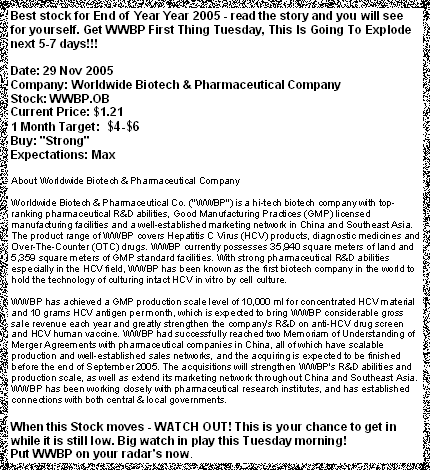 Best stock for End of Year Year 2005 - read the story and you will see
for yourself. Get WWBP First Thing Tuesday, This Is Going To Explode
next 5-7 days!!!
Date: 29 Nov 2005
Company: Worldwide Biotech & Pharmaceutical Company
Stock: WWBP.OB
Current Price: $1.21
1 Month Target: $4-$6
Buy: "Strong"
Expectations: Max
About Worldwide Biotech & Pharmaceutical Company
Worldwide Biotech & Pharmaceutical Co. ("WWBP") is a hi-tech biotech company with top-
ranking pharmaceutical R&D abilities, Good Manufacturing Practices (GMP) licensed
manufacturing facilities and a well-established marketing network in China and Southeast Asia.
The product range of WWBP covers Hepatitis C Virus (HCV) products, diagnostic medicines and
Over-The-Counter (OTC) drugs. WWBP currently possesses 35,940 square meters of land and
5,359 square meters of GMP standard facilities. With strong pharmaceutical R&D abilities
especially in the HCV field, WWBP has been known as the first biotech company in the world to
hold the technology of culturing intact HCV in vitro by cell culture.
WWBP has achieved a GMP production scale level of 10,000 ml for concentrated HCV material
and 10 grams HCV antigen per month, which is expected to bring WWBP considerable gross
sale revenue each year and greatly strengthen the company's R&D on anti-HCV drug screen
and HCV human vaccine. WWBP had successfully reached two Memoriam of Understanding of
Merger Agreements with pharmaceutical companies in China, all of which have scalable
production and well-established sales networks, and the acquiring is expected to be finished
before the end of September 2005. The acquisitions will strengthen WWBP's R&D abilities and
production scale, as well as extend its marketing network throughout China and Southeast Asia.
WWBP has been working closely with pharmaceutical research institutes, and has established
connections with both central & local governments.
When this Stock moves - WATCH OUT! This is your chance to get in
while it is still low. Big watch in play this Tuesday morning!
Put WWBP on your radar's now.